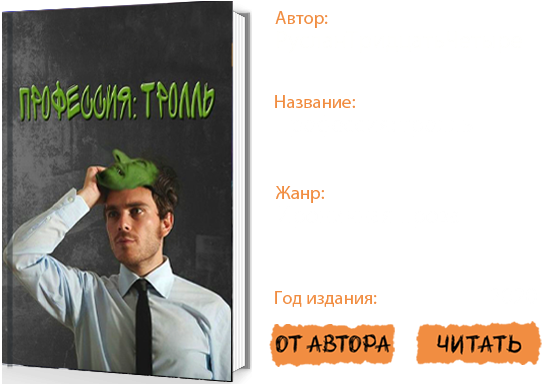 ПРОФЕССИЯ: ТРОЛЛЬ
Автор:
Название:
Жанр:
Год издания:
ОТ АВТОРА
ЧИТАТЬ